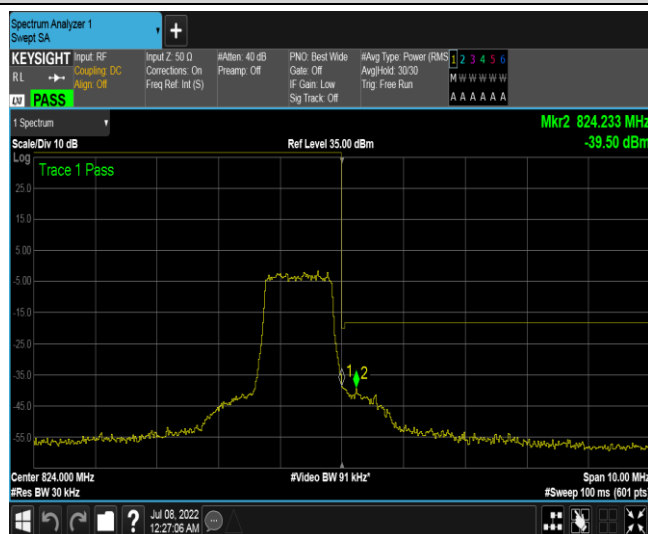 Spectrum Analyzer 1
Swept SA
+
KEYSIGHT Input: RF Input Z: 50 Ω #Atten: 40 dB PNO: Best Wide #Avg Type: Power (RMS 1 2 3 4 5 6
R L Coupling: DC Corrections: On Preamp: Off Gate: Off Avg|Hold: 30/30 M W W W W W
Align: Off Freq Ref: Int (S) IF Gain: Low Trig: Free Run
LXI PASS Sig Track: Off A A A A A A
1 Spectrum Mkr2 824.233 MHz
Scale/Div 10 dB Ref Level 35.00 dBm -39.50 dBm
Log
Trace 1 Pass
25.0
15.0
5.00
-5.00
-15.0
-25.0
-35.0
1 2
-45.0
-55.0
Center 824.000 MHz #Video BW 91 kHz* Span 10.00 MHz
#Res BW 30 kHz #Sweep 100 ms (601 pts)
? Jul 08, 2022
12:27:06 AM